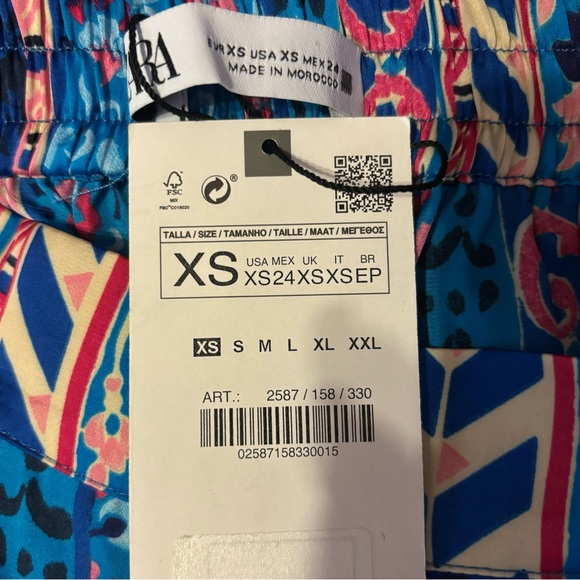 EUR XS USA XS MEX 24
MADE IN MOROCCO
FSC
MIX
TALLA / SIZE / TAMANHO / TAILLE / MAAT / ΜΕΓΕΘΟΣ
XS
USA MEX UK IT BR
XS 24 XS XS EP
XS S M L XL XXL
ART.: 2587 / 158 / 330
02587158330015